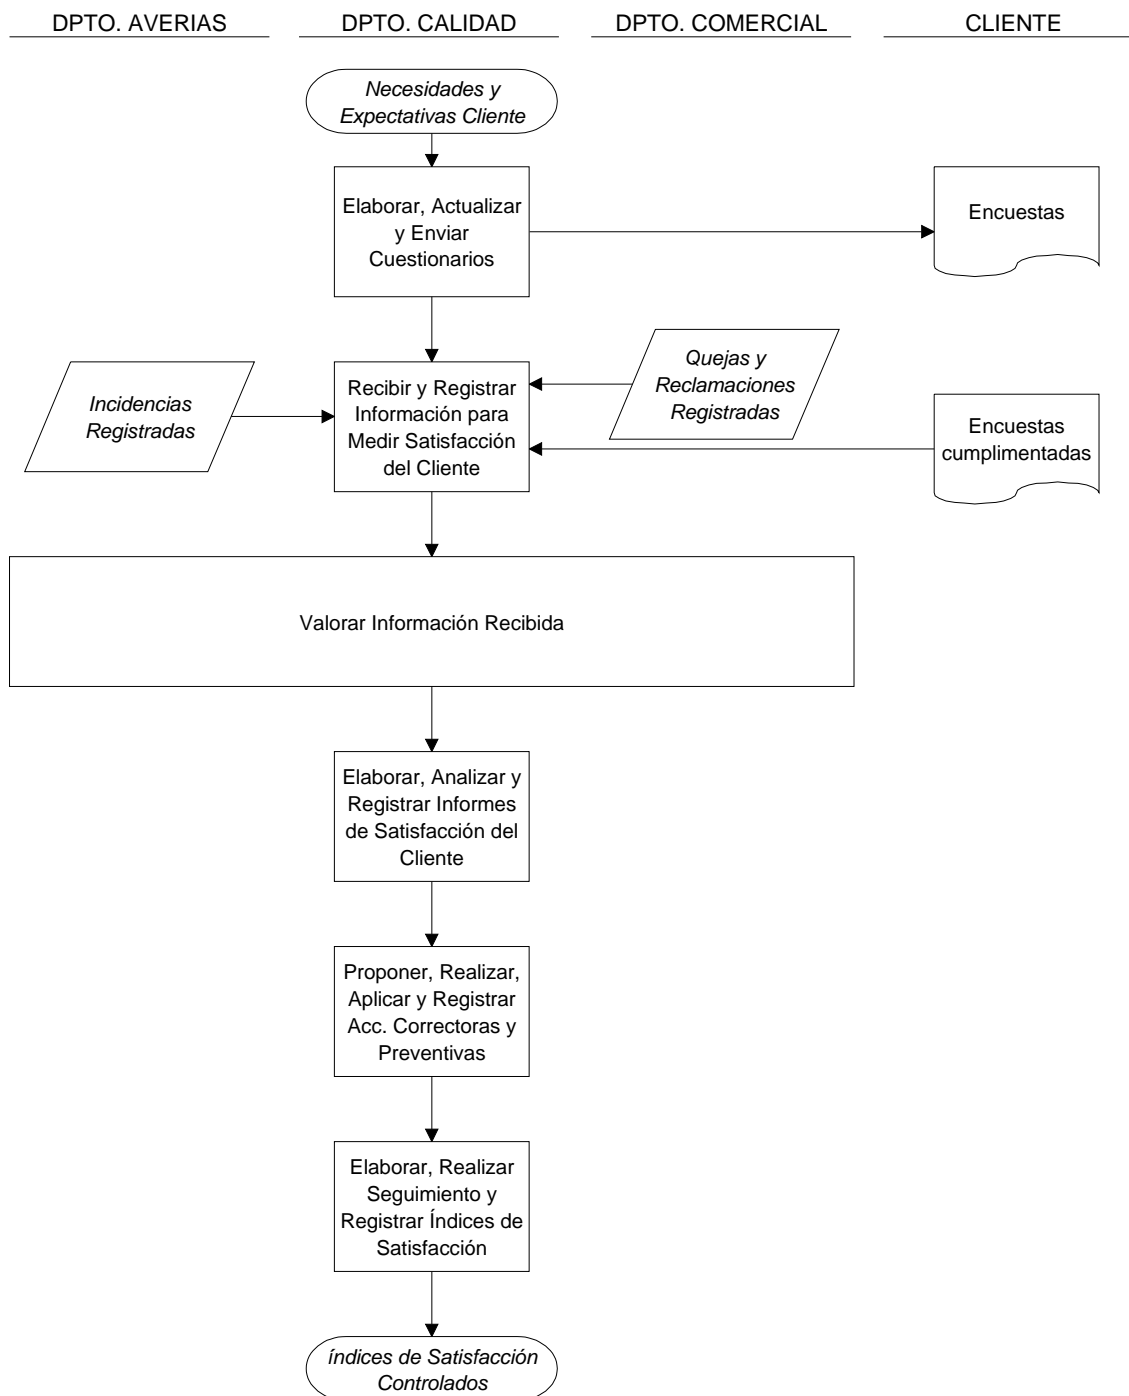 DPTO. AVERIAS
DPTO. CALIDAD
DPTO. COMERCIAL
CLIENTE
Necesidades y
Expectativas Cliente
Elaborar, Actualizar
y Enviar
Cuestionarios
Encuestas
Incidencias
Registradas
Recibir y Registrar
Información para
Medir Satisfacción
del Cliente
Quejas y
Reclamaciones
Registradas
Encuestas
cumplimentadas
Valorar Información Recibida
Elaborar, Analizar y
Registrar Informes
de Satisfacción del
Cliente
Proponer, Realizar,
Aplicar y Registrar
Acc. Correctoras y
Preventivas
Elaborar, Realizar
Seguimiento y
Registrar Índices de
Satisfacción
índices de Satisfacción
Controlados